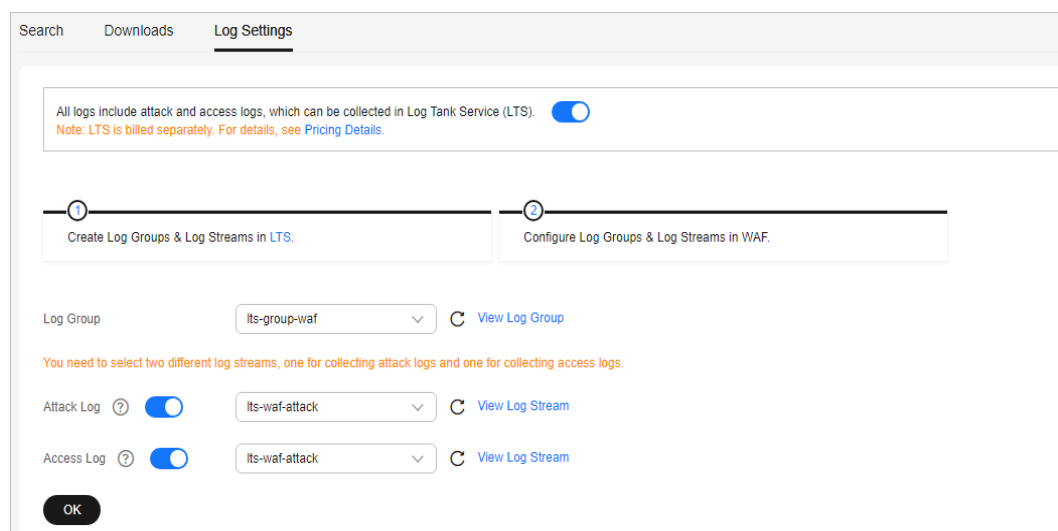 Search Downloads Log Settings
All logs include attack and access logs, which can be collected in Log Tank Service (LTS).
Note: LTS is billed separately. For details, see Pricing Details.
1 2
Create Log Groups & Log Streams in LTS. Configure Log Groups & Log Streams in WAF.
Log Group lts-group-waf View Log Group
You need to select two different log streams, one for collecting attack logs and one for collecting access logs.
Attack Log ? lts-waf-attack View Log Stream
Access Log ? lts-waf-attack View Log Stream
OK